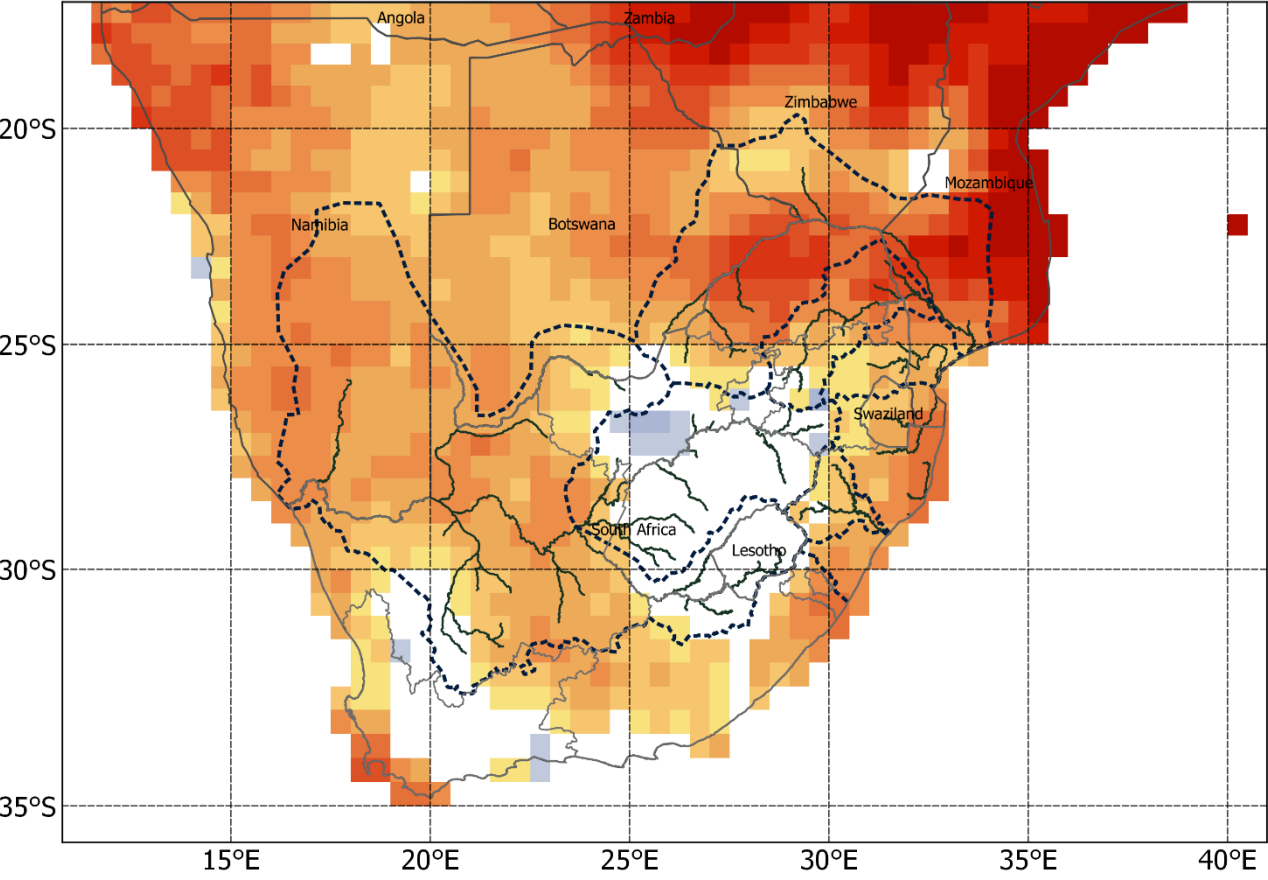 Angola
Zambia
Zimbabwe
20°S
Mozambique
Namibia
Botswana
25°S
Swaziland
South Africa
Lesotho
30°S
35°S
15°E
20°E
25°E
30°E
35°E
40°E